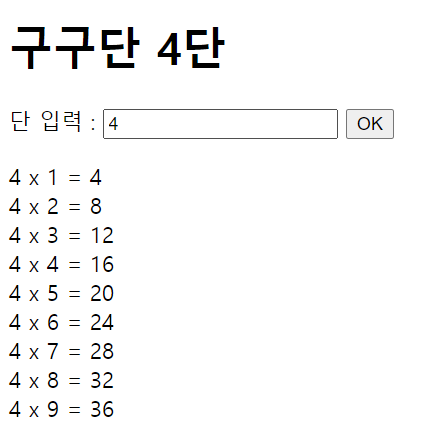 구구단 4단
단 입력 : 4 OK
4 x 1 = 4
4 x 2 = 8
4 x 3 = 12
4 x 4 = 16
4 x 5 = 20
4 x 6 = 24
4 x 7 = 28
4 x 8 = 32
4 x 9 = 36